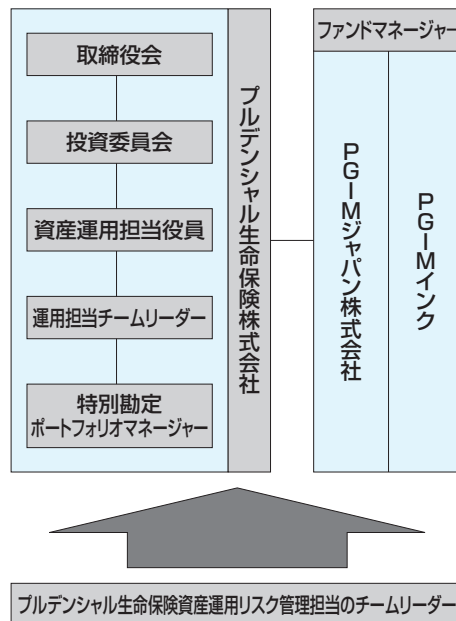 取締役会
投資委員会
資産運用担当役員
運用担当チームリーダー
特別勘定
ポートフォリオマネージャー
プルデンシャル生命保険株式会社
ファンドマネージャー
PGIMジャパン株式会社
PGIMインク
プルデンシャル生命保険資産運用リスク管理担当のチームリーダー